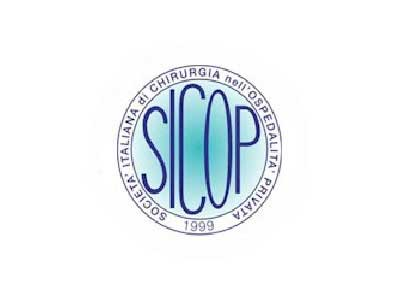 SOCIETA' ITALIANA di CHIRURGIA nell'OSPEDALITA' PRIVATA
SICOP
1999